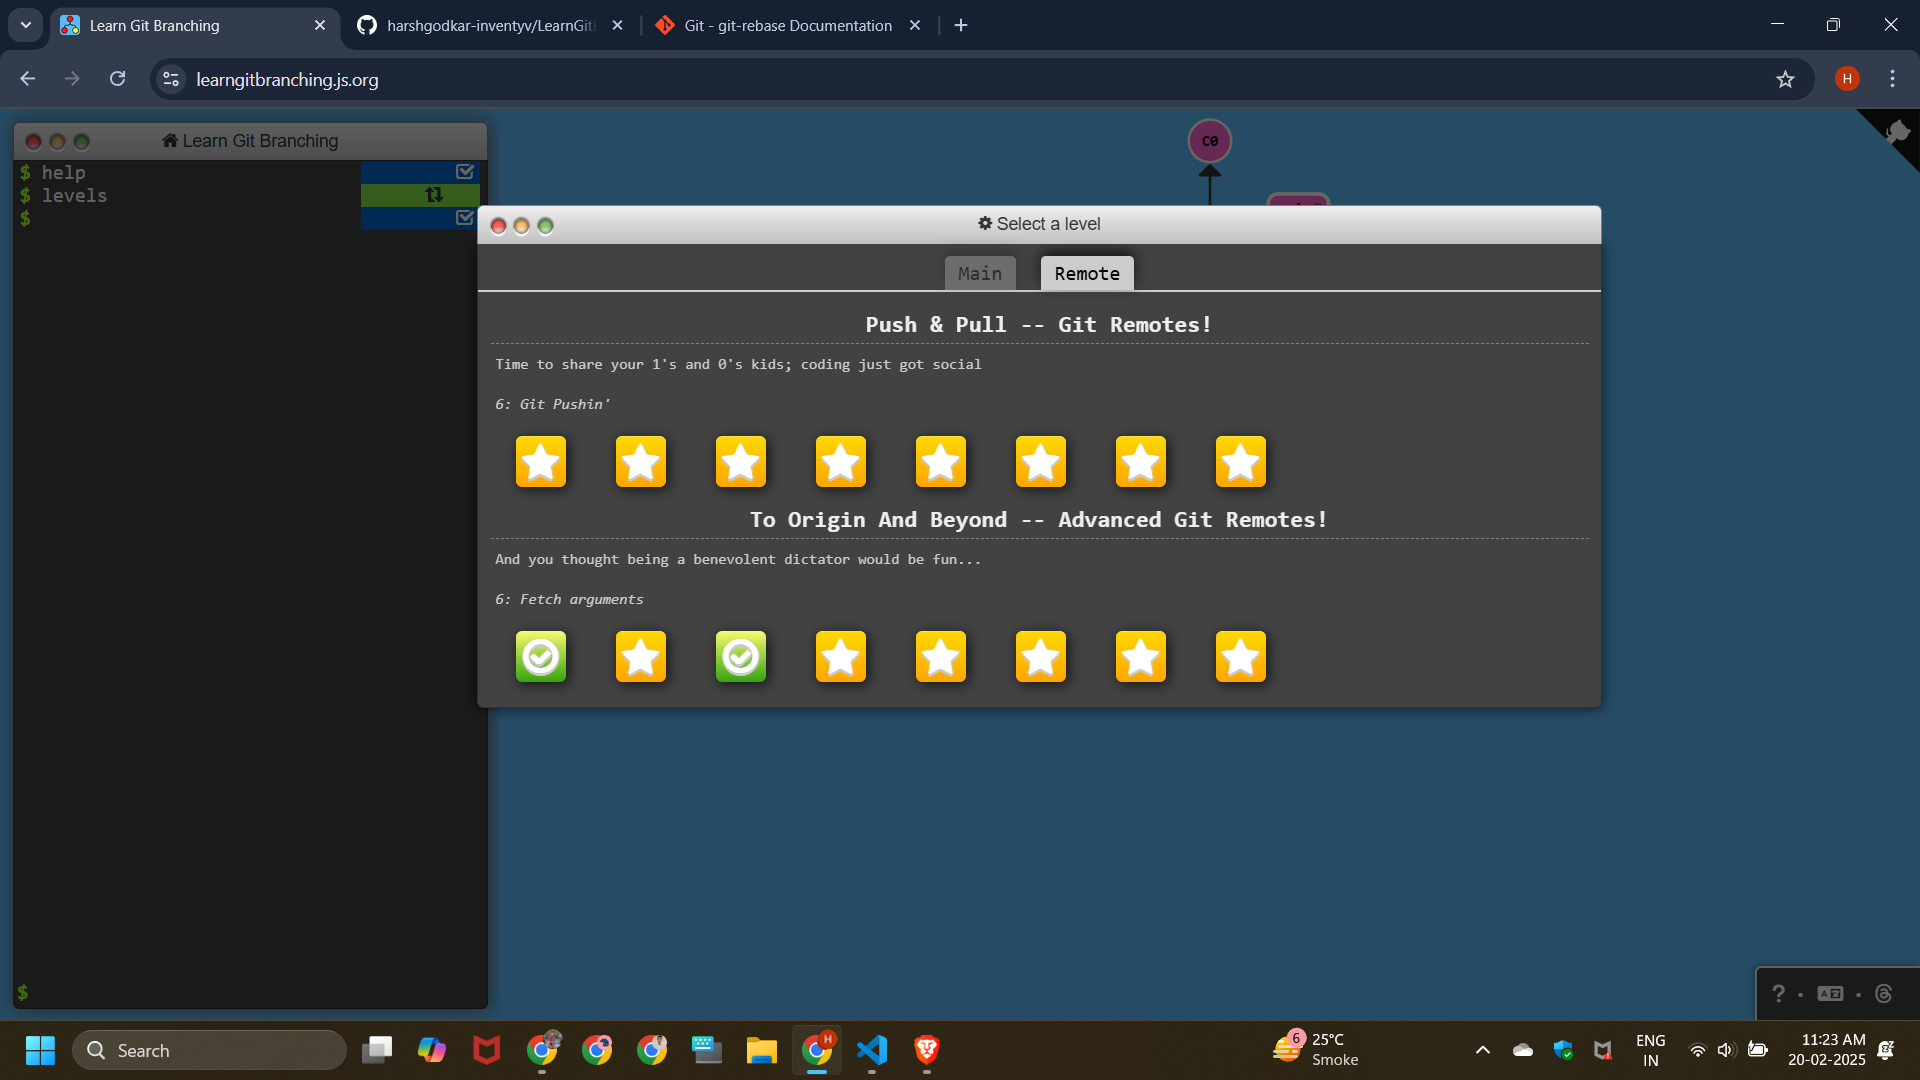 Learn Git Branching
harshgodkar-inventyv/LearnGit
Git - git-rebase Documentation
learngitbranching.js.org
H
Learn Git Branching
$ help
$ levels
$
$
C0
Select a level
Main
Remote
Push & Pull -- Git Remotes!
Time to share your 1's and 0's kids; coding just got social
6: Git Pushin'
To Origin And Beyond -- Advanced Git Remotes!
And you thought being a benevolent dictator would be fun...
6: Fetch arguments
?
Search
H
6
25°C
Smoke
ENG
IN
11:23 AM
20-02-2025